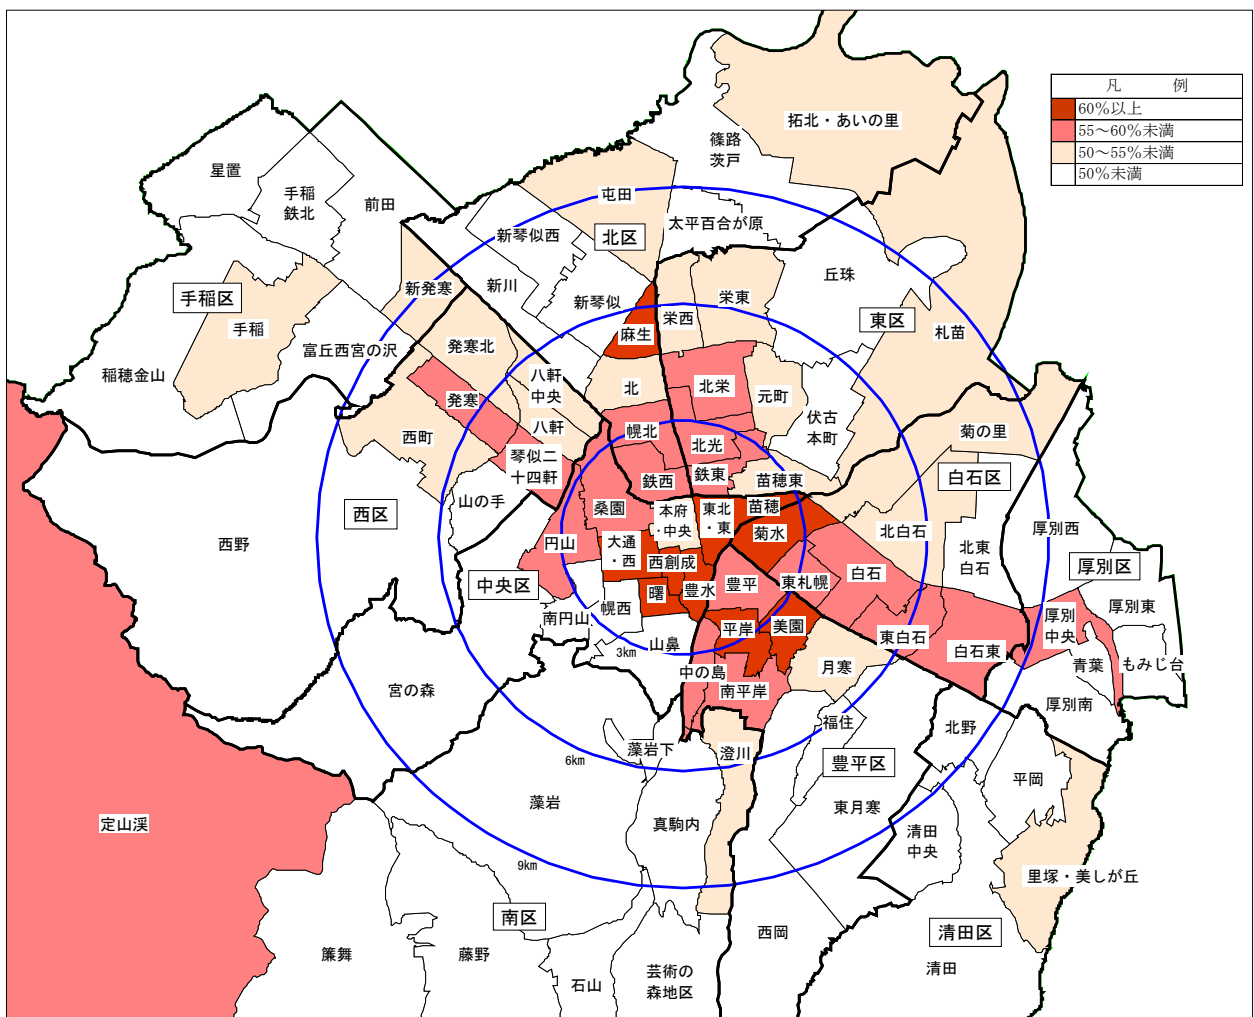 凡 例
60%以上
55～60%未満
50～55%未満
50%未満
拓北・あいの里
篠路
茨戸
星置
手稲
鉄北
前田
屯田
太平百合が原
新琴似西
北区
丘珠
新川
新発寒
手稲区
新琴似
栄東
栄西
東区
手稲
麻生
札苗
富丘西宮の沢
発寒北
稲穂金山
八軒
中央
北
北栄
元町
発寒
伏古
本町
八軒
西町
幌北
北光
菊の里
琴似二
十四軒
鉄西
鉄東
苗穂東
白石区
山の手
桑園
本府
・中央
東北
・東
苗穂
菊水
西区
北白石
厚別西
西野
円山
大通
・西
西創成
北東
白石
厚別区
中央区
曙
豊水
豊平
東札幌
白石
南円山
幌西
厚別東
平岸
美園
厚別
中央
東白石
山鼻
3km
白石東
もみじ台
中の島
月寒
青葉
宮の森
南平岸
厚別南
福住
北野
藻岩下
澄川
6km
豊平区
平岡
藻岩
東月寒
定山渓
真駒内
清田
中央
9km
里塚・美しが丘
南区
西岡
清田区
簾舞
藤野
清田
石山
芸術の
森地区